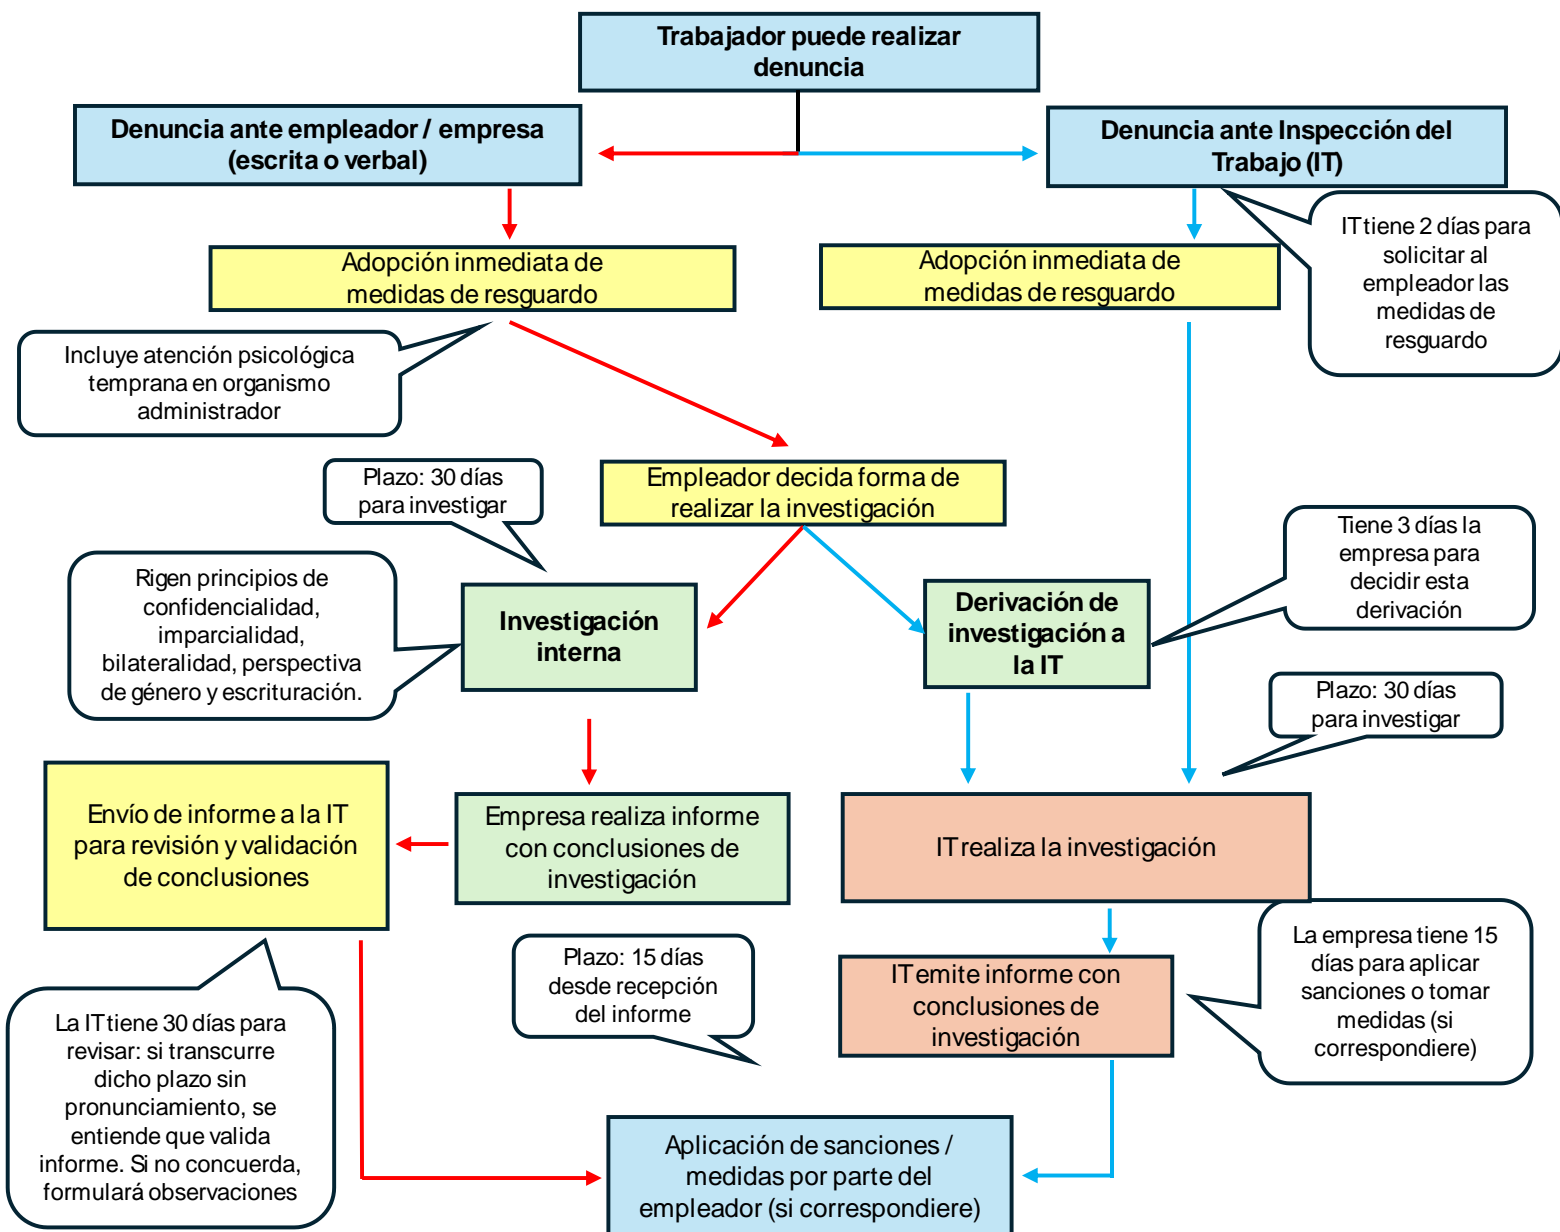 Trabajador puede realizar
denuncia
Denuncia ante empleador / empresa
(escrita o verbal)
Denuncia ante Inspección del
Trabajo (IT)
IT tiene 2 días para
solicitar al
empleador las
medidas de
resguardo
Adopción inmediata de
medidas de resguardo
Adopción inmediata de
medidas de resguardo
Incluye atención psicológica
temprana en organismo
administrador
Plazo: 30 días
para investigar
Empleador decida forma de
realizar la investigación
Tiene 3 días la
empresa para
decidir esta
derivación
Rigen principios de
confidencialidad,
imparcialidad,
bilateralidad, perspectiva
de género y escrituración.
Investigación
interna
Derivación de
investigación a
la IT
Plazo: 30 días
para investigar
Envío de informe a la IT
para revisión y validación
de conclusiones
Empresa realiza informe
con conclusiones de
investigación
IT realiza la investigación
La empresa tiene 15
días para aplicar
sanciones o tomar
medidas (si
correspondiere)
Plazo: 15 días
desde recepción
del informe
IT emite informe con
conclusiones de
investigación
La IT tiene 30 días para
revisar: si transcurre
dicho plazo sin
pronunciamiento, se
entiende que valida
informe. Si no concuerda,
formulará observaciones
Aplicación de sanciones /
medidas por parte del
empleador (si correspondiere)